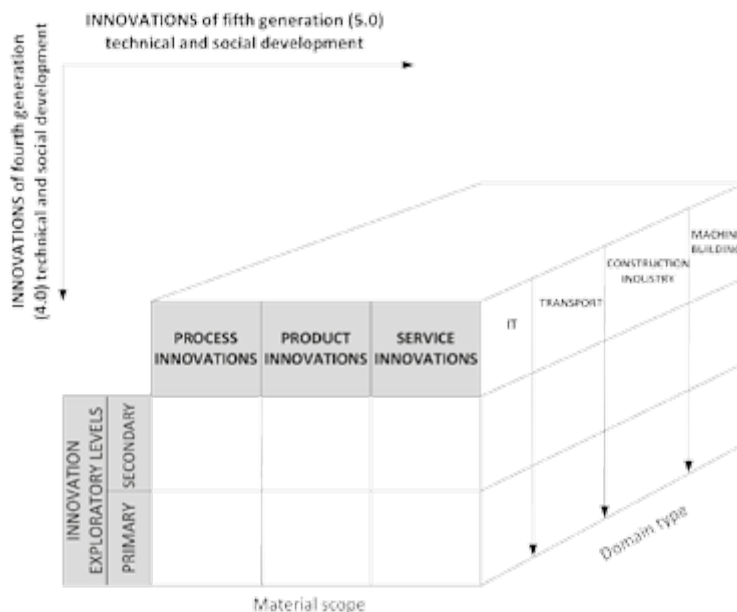 INNOVATIONS of fifth generation (5.0)
technical and social development
INNOVATIONS of fourth generation
(4.0) technical and social development
MACHINE
BUILDING
CONSTRUCTION
INDUSTRY
TRANSPORT
IT
PROCESS
INNOVATIONS
PRODUCT
INNOVATIONS
SERVICE
INNOVATIONS
INNOVATION
EXPLORATORY LEVELS
SECONDARY
PRIMARY
Domain type
Material scope